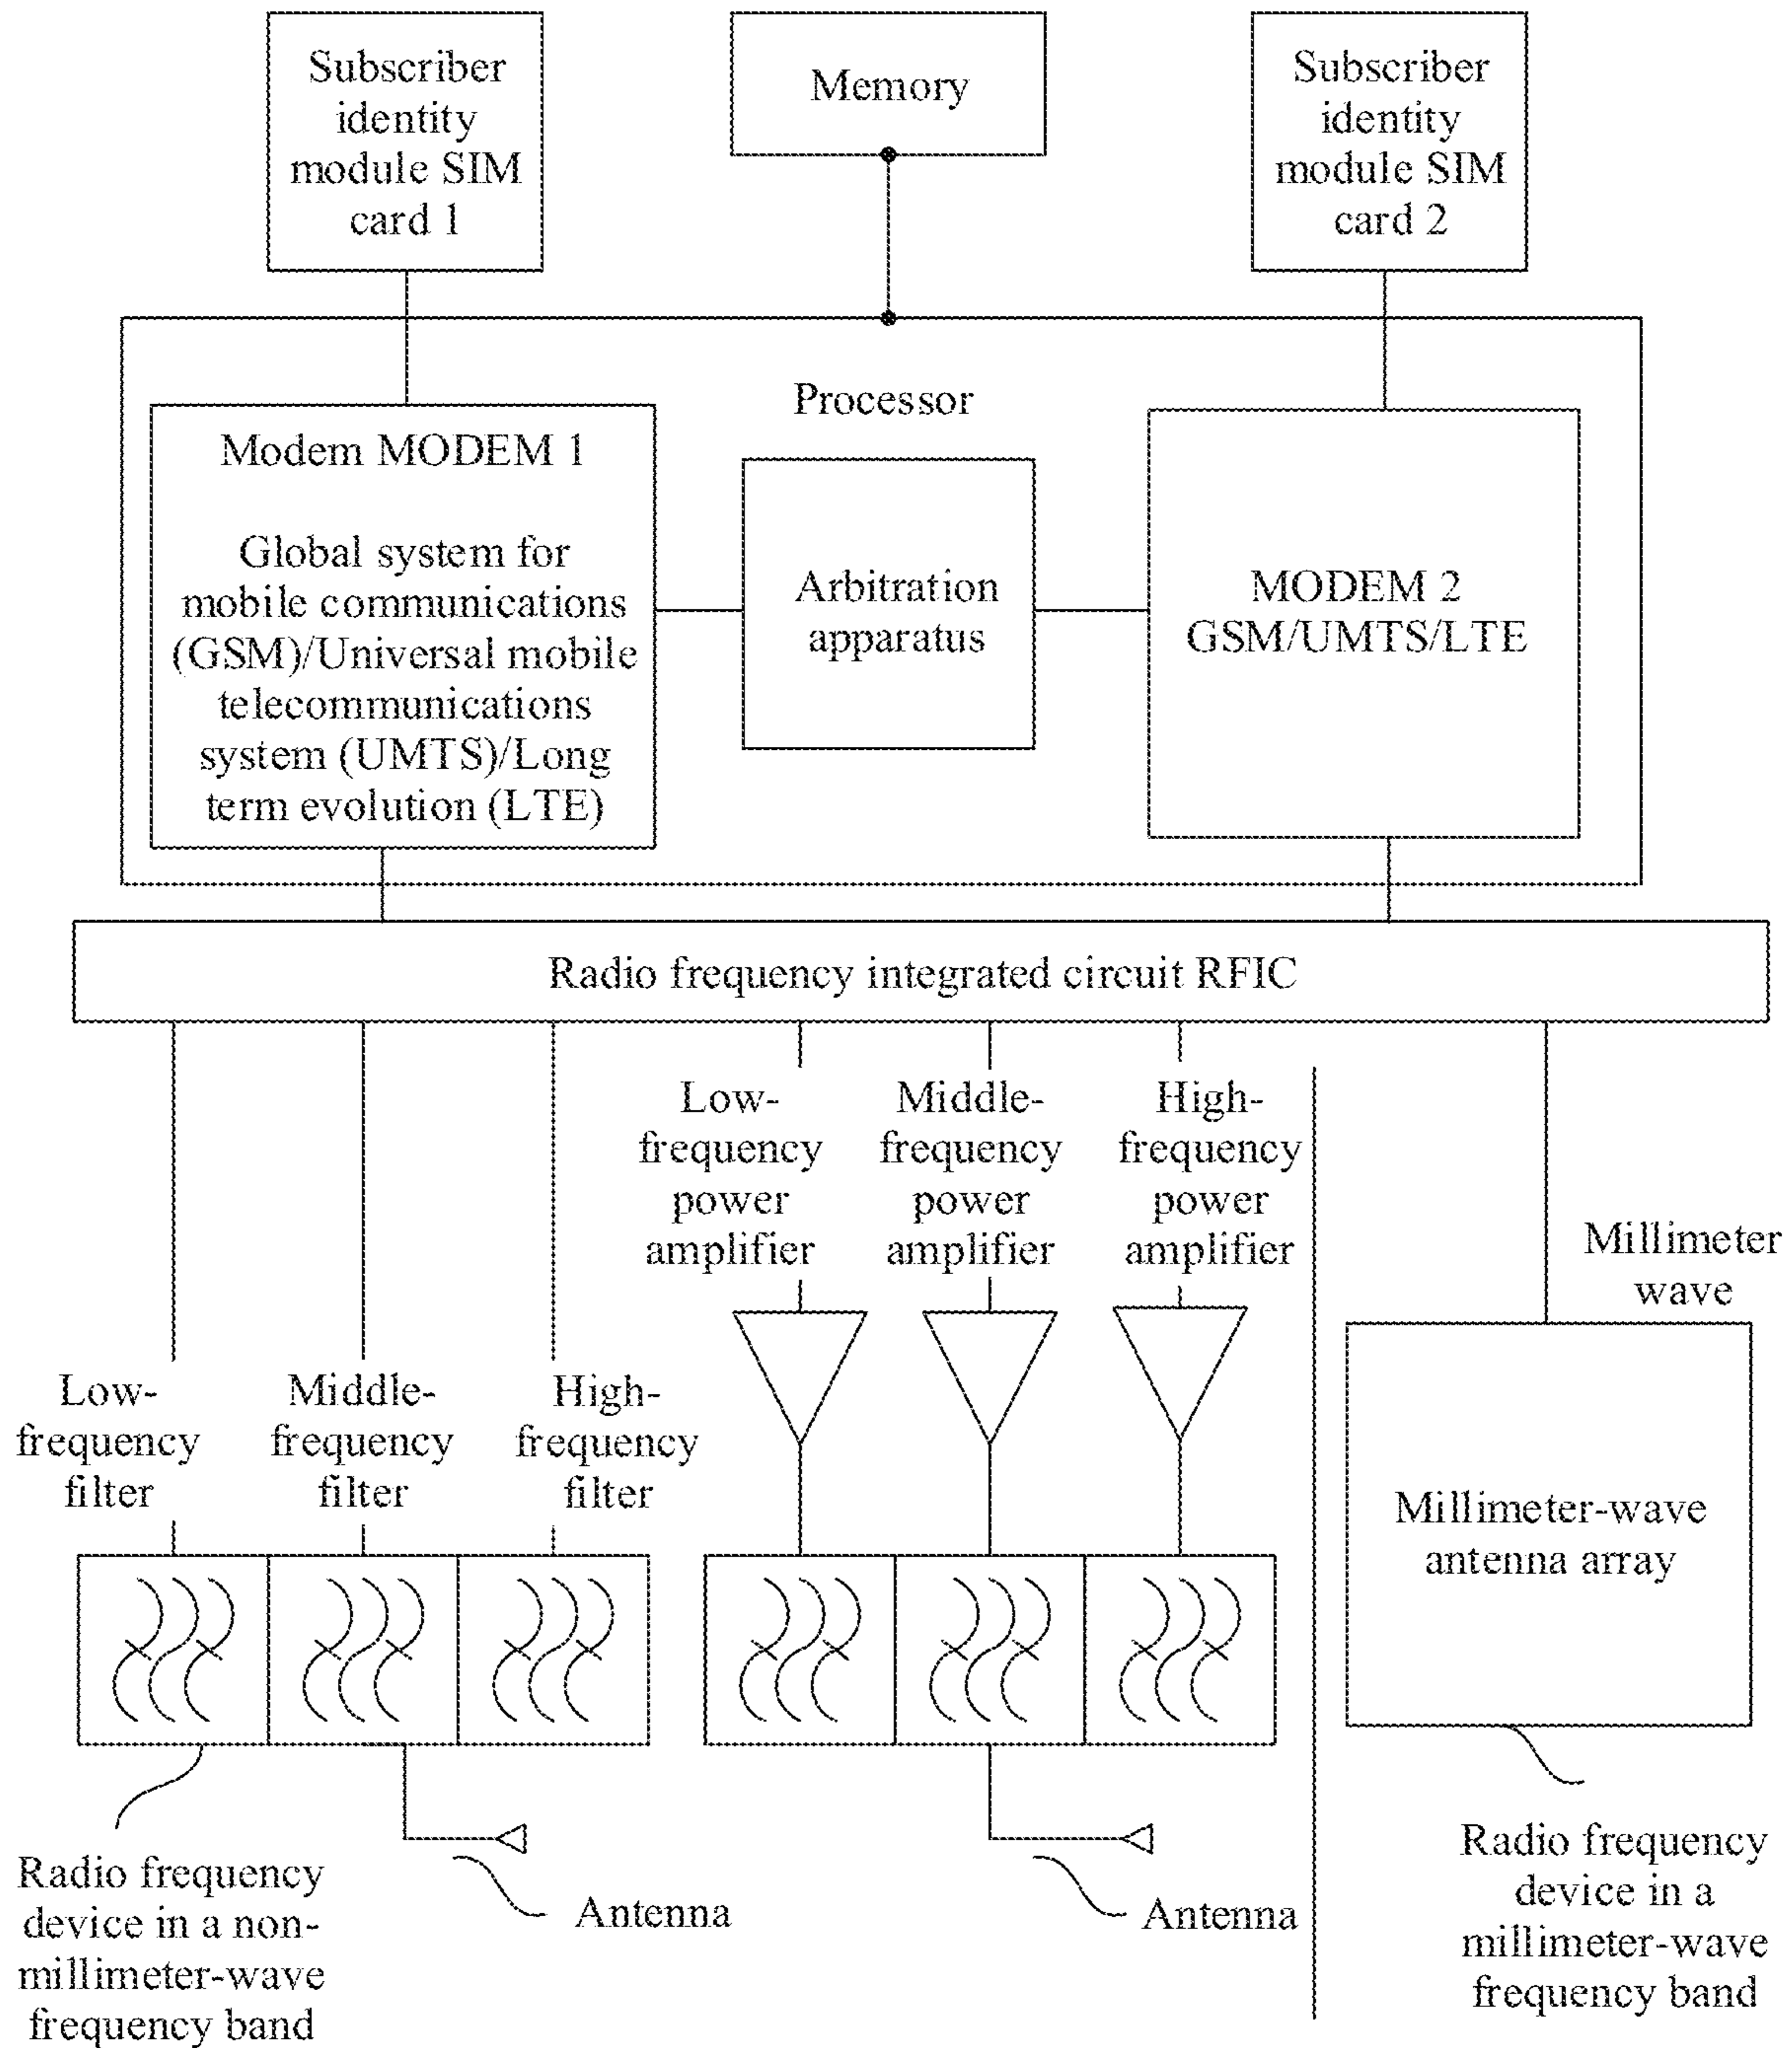 Subscriber
identity
module SIM
card 1
Memory
Subscriber
identity
module SIM
card 2
Processor
Modem MODEM 1
Global system for
mobile communications
(GSM)/Universal mobile
telecommunications
system (UMTS)/Long
term evolution (LTE)
Arbitration
apparatus
MODEM 2
GSM/UMTS/LTE
Radio frequency integrated circuit RFIC
Low-
frequency
power
amplifier
Middle-
frequency
power
amplifier
High-
frequency
power
amplifier
Millimeter
wave
Low-
frequency
filter
Middle-
frequency
filter
High-
frequency
filter
Millimeter-wave
antenna array
Radio frequency
device in a non-
millimeter-wave
frequency band
Antenna
Antenna
Radio frequency
device in a
millimeter-wave
frequency band